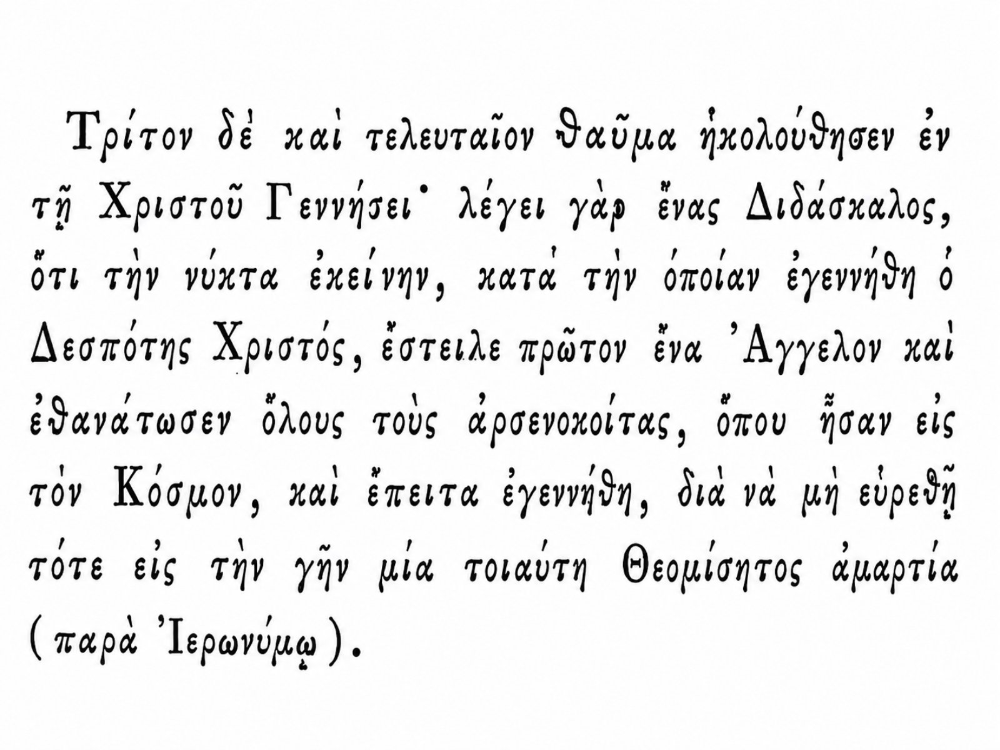 Τρίτον δὲ καὶ τελευταῖον θαῦμα ἠκολούθησεν ἐν
τῇ Χριστοῦ Γεννήσει· λέγει γὰρ ἕνας Διδάσκαλος,
ὅτι τὴν νύκτα ἐκείνην, κατὰ τὴν ὁποίαν ἐγεννήθη ὁ
Δεσπότης Χριστός, ἔστειλε πρῶτον ἕνα Ἄγγελον καὶ
ἐθανάτωσεν ὅλους τοὺς ἀρσενοκοίτας, ὅπου ἦσαν εἰς
τὸν Κόσμον, καὶ ἔπειτα ἐγεννήθη, διὰ νὰ μὴ εὑρεθῇ
τότε εἰς τὴν γῆν μία τοιαύτη Θεομίσητος ἁμαρτία
(παρὰ Ἱερωνύμῳ).